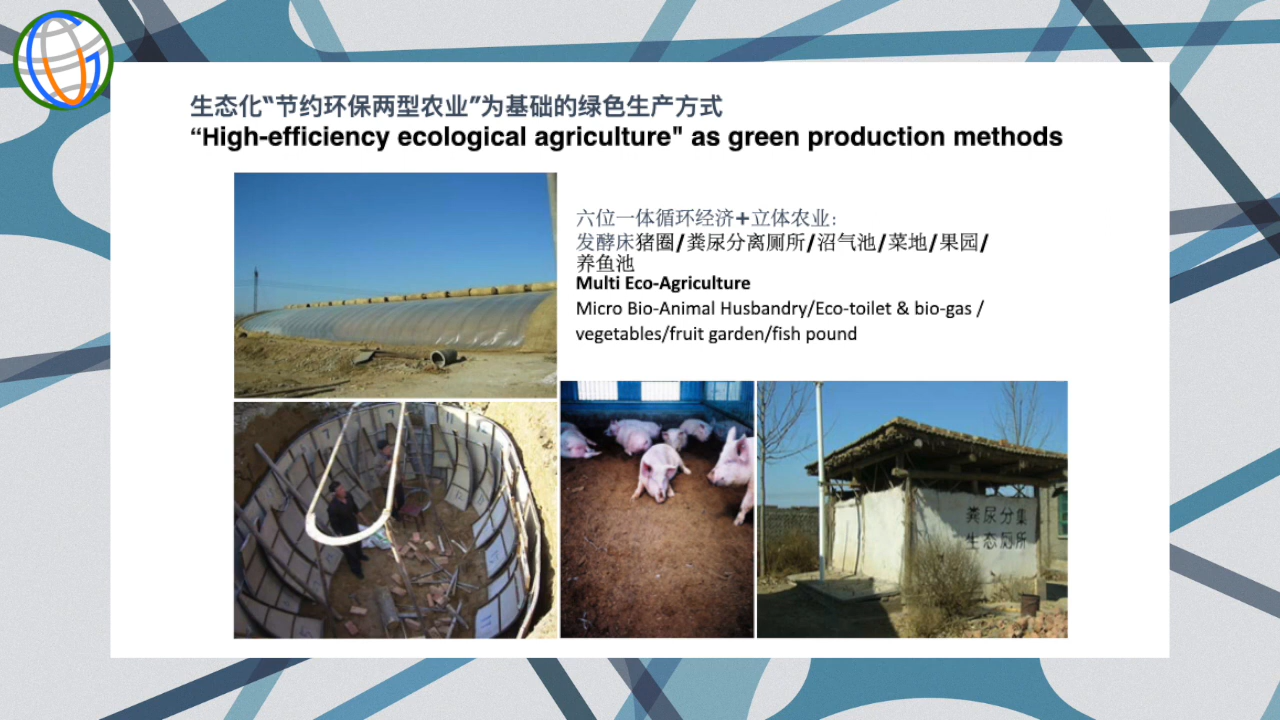 生态化“节约环保两型农业”为基础的绿色生产方式
“High-efficiency ecological agriculture" as green production methods
六位一体循环经济+立体农业:
发酵床猪圈/粪尿分离厕所/沼气池/菜地/果园/
养鱼池
Multi Eco-Agriculture
Micro Bio-Animal Husbandry/Eco-toilet & bio-gas /
vegetables/fruit garden/fish pound
粪尿分集
生态厕所